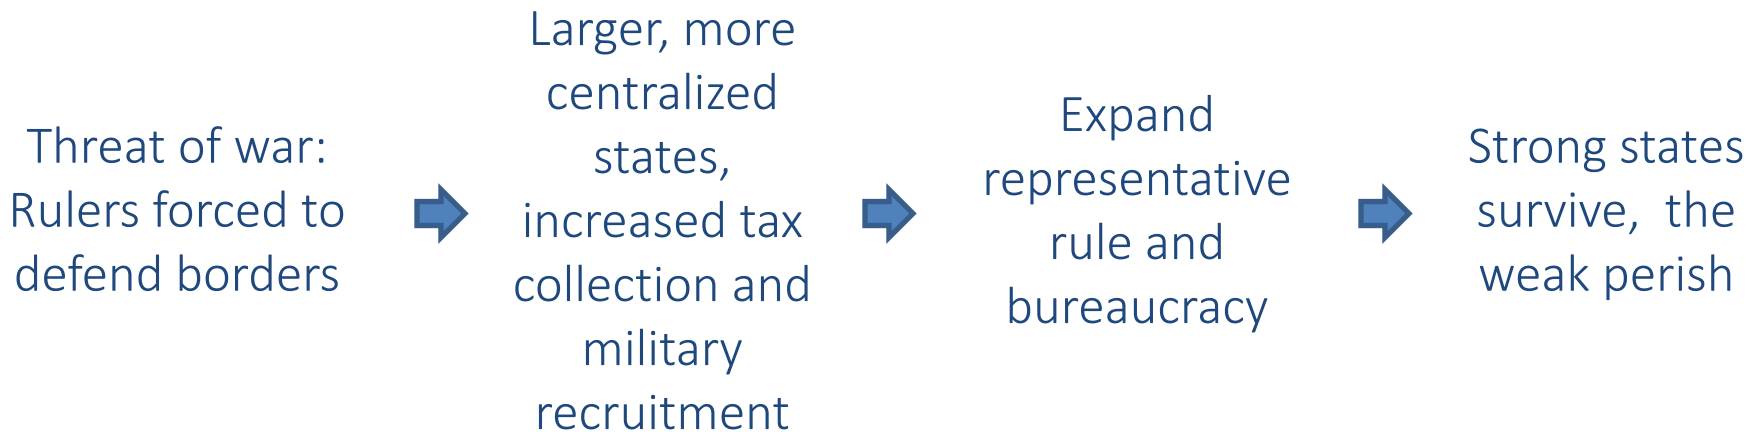 Threat of war:
Rulers forced to
defend borders
Larger, more
centralized
states,
increased tax
collection and
military
recruitment
Expand
representative
rule and
bureaucracy
Strong states
survive,  the
weak perish